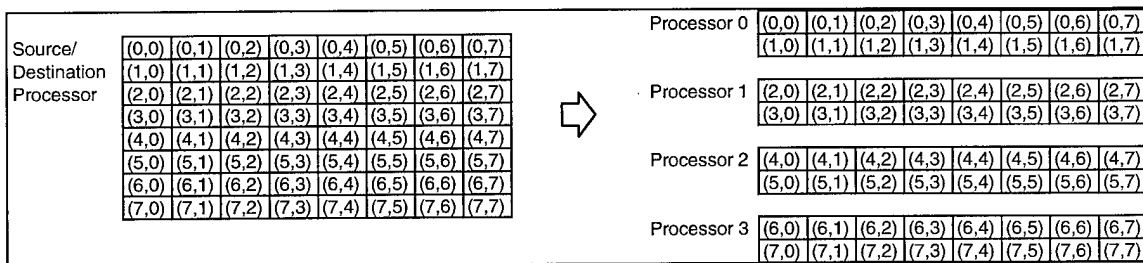 Source/
Destination
Processor
(0,0) (0,1) (0,2) (0,3) (0,4) (0,5) (0,6) (0,7)
(1,0) (1,1) (1,2) (1,3) (1,4) (1,5) (1,6) (1,7)
(2,0) (2,1) (2,2) (2,3) (2,4) (2,5) (2,6) (2,7)
(3,0) (3,1) (3,2) (3,3) (3,4) (3,5) (3,6) (3,7)
(4,0) (4,1) (4,2) (4,3) (4,4) (4,5) (4,6) (4,7)
(5,0) (5,1) (5,2) (5,3) (5,4) (5,5) (5,6) (5,7)
(6,0) (6,1) (6,2) (6,3) (6,4) (6,5) (6,6) (6,7)
(7,0) (7,1) (7,2) (7,3) (7,4) (7,5) (7,6) (7,7)
Processor 0 (0,0) (0,1) (0,2) (0,3) (0,4) (0,5) (0,6) (0,7)
(1,0) (1,1) (1,2) (1,3) (1,4) (1,5) (1,6) (1,7)
Processor 1 (2,0) (2,1) (2,2) (2,3) (2,4) (2,5) (2,6) (2,7)
(3,0) (3,1) (3,2) (3,3) (3,4) (3,5) (3,6) (3,7)
Processor 2 (4,0) (4,1) (4,2) (4,3) (4,4) (4,5) (4,6) (4,7)
(5,0) (5,1) (5,2) (5,3) (5,4) (5,5) (5,6) (5,7)
Processor 3 (6,0) (6,1) (6,2) (6,3) (6,4) (6,5) (6,6) (6,7)
(7,0) (7,1) (7,2) (7,3) (7,4) (7,5) (7,6) (7,7)